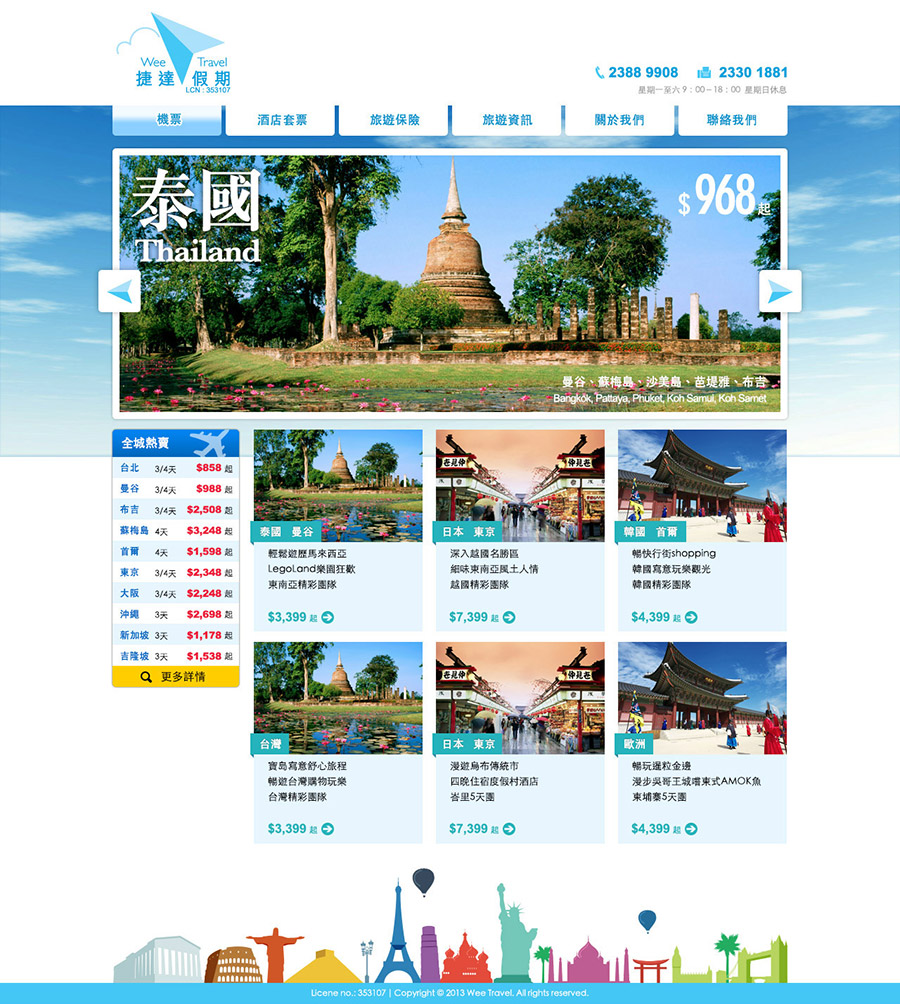 Wee Travel
捷達假期
LCN : 353107
2388 9908
2330 1881
星期一至六 9 : 00 – 18 : 00 星期日休息
機票
酒店套票
旅遊保險
旅遊資訊
關於我們
聯絡我們
泰國
Thailand
$968起
曼谷、蘇梅島、沙美島、芭堤雅、布吉
Bangkok, Pattaya, Phuket, Koh Samui, Koh Samet
全城熱賣
台北 3/4天 $858 起
曼谷 3/4天 $988 起
布吉 3/4天 $2,508 起
蘇梅島 4天 $3,248 起
首爾 4天 $1,598 起
東京 3/4天 $2,348 起
大阪 3/4天 $2,248 起
沖繩 3天 $2,698 起
新加坡 3天 $1,178 起
吉隆坡 3天 $1,538 起
更多詳情
泰國 曼谷
輕鬆遊歷馬來西亞
LegoLand樂園狂歡
東南亞精彩團隊
$3,399 起
日本 東京
深入越國名勝區
細味東南亞風土人情
越國精彩團隊
$7,399 起
韓國 首爾
暢快行街shopping
韓國寫意玩樂觀光
韓國精彩團隊
$4,399 起
台灣
寶島寫意舒心旅程
暢遊台灣購物玩樂
台灣精彩團隊
$3,399 起
日本 東京
漫遊烏布傳統市
四晚住宿度假村酒店
峇里5天團
$7,399 起
歐洲
暢玩暹粒金邊
漫步吳哥王城嚐柬式AMOK魚
柬埔寨5天團
$4,399 起
Licene no.: 353107 | Copyright © 2013 Wee Travel. All rights reserved.